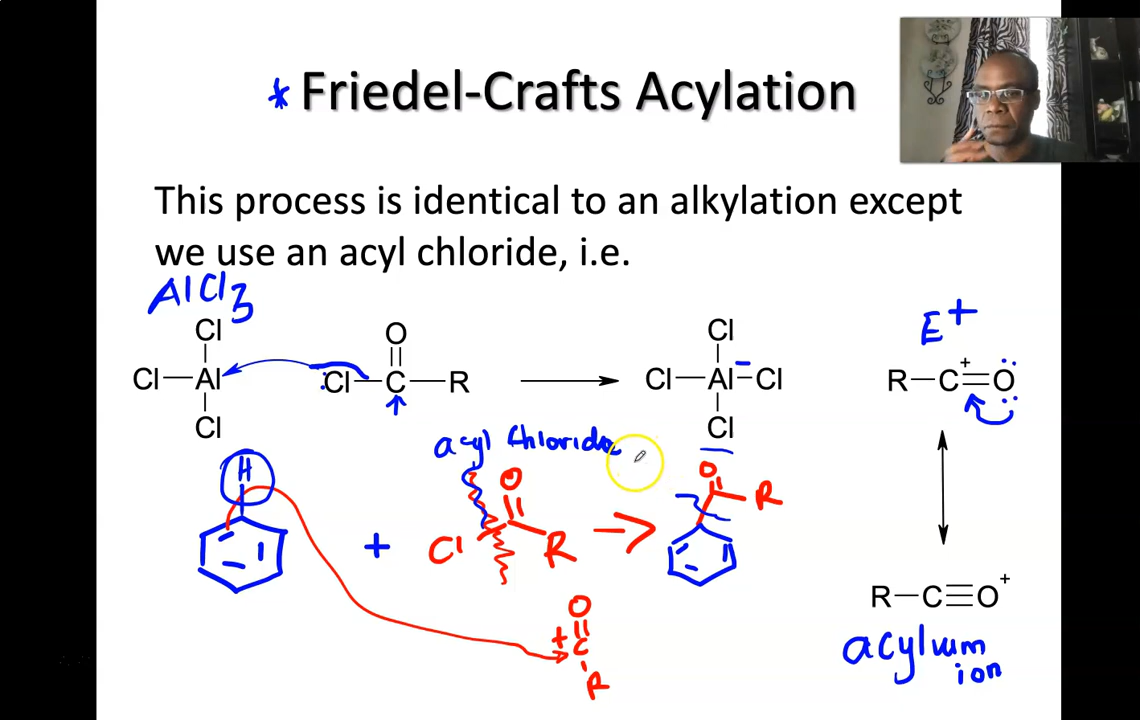 * Friedel-Crafts Acylation
This process is identical to an alkylation except
we use an acyl chloride, i.e.
AlCl3
E+
Cl O Cl
Cl—Al :Cl—C—R Cl—Al—Cl R—C=O
+
Cl Cl
acyl Chloride
H O O R
+ Cl R
R—C≡O+
O
+C
R
acylium
ion